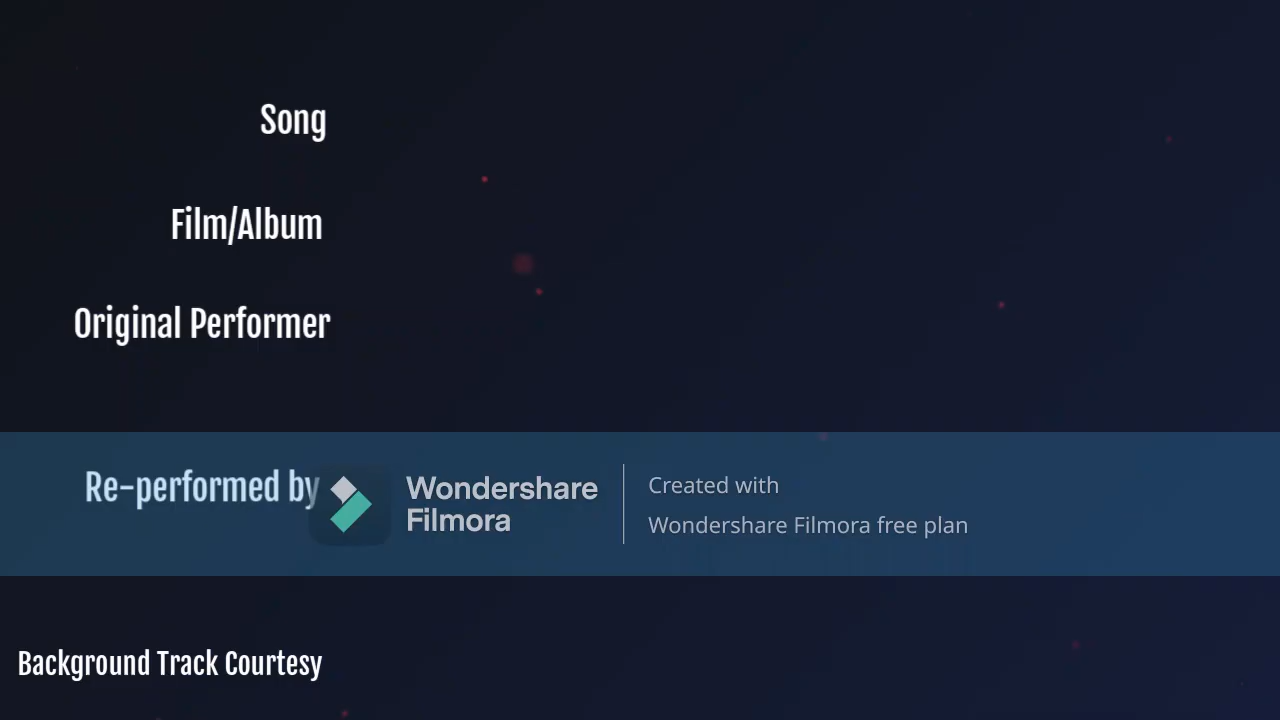 Song
Film/Album
Original Performer
Re-performed by
Wondershare
Filmora
Created with
Wondershare Filmora free plan
Background Track Courtesy